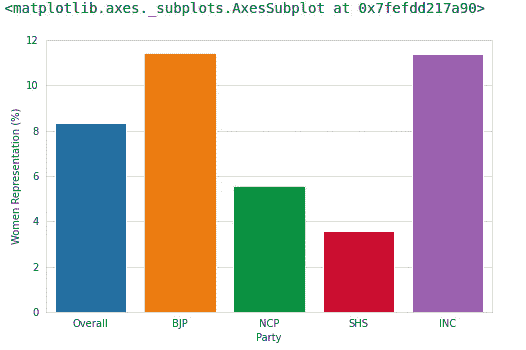 <matplotlib.axes._subplots.AxesSubplot at 0x7fefdd217a90>
12
10
8
6
4
2
0
Women Representation (%)
Overall BJP NCP SHS INC
Party